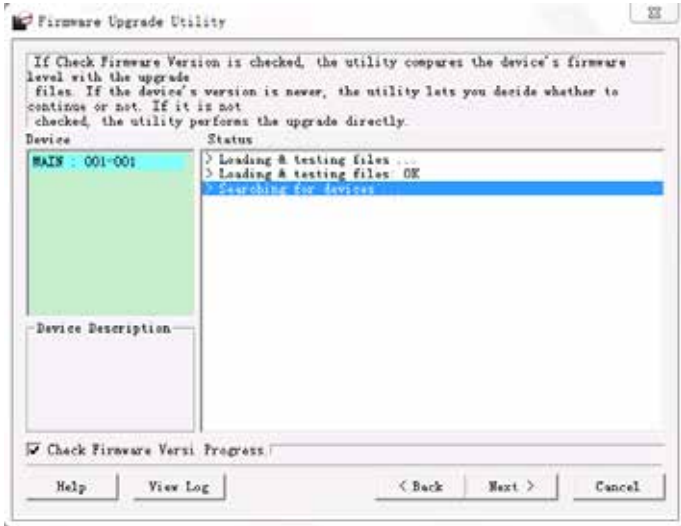 Firmware Upgrade Utility
If Check Firmware Version is checked, the utility compares the device's firmware
level with the upgrade
files. If the device's version is newer, the utility lets you decide whether to
continue or not. If it is not
checked, the utility performs the upgrade directly.
Device
Status
MAIN : 001-001
> Loading & testing files ...
> Loading & testing files: OK
> Searching for devices ...
Device Description
Check Firmware Versi
Progress:
Help
View Log
< Back
Next >
Cancel